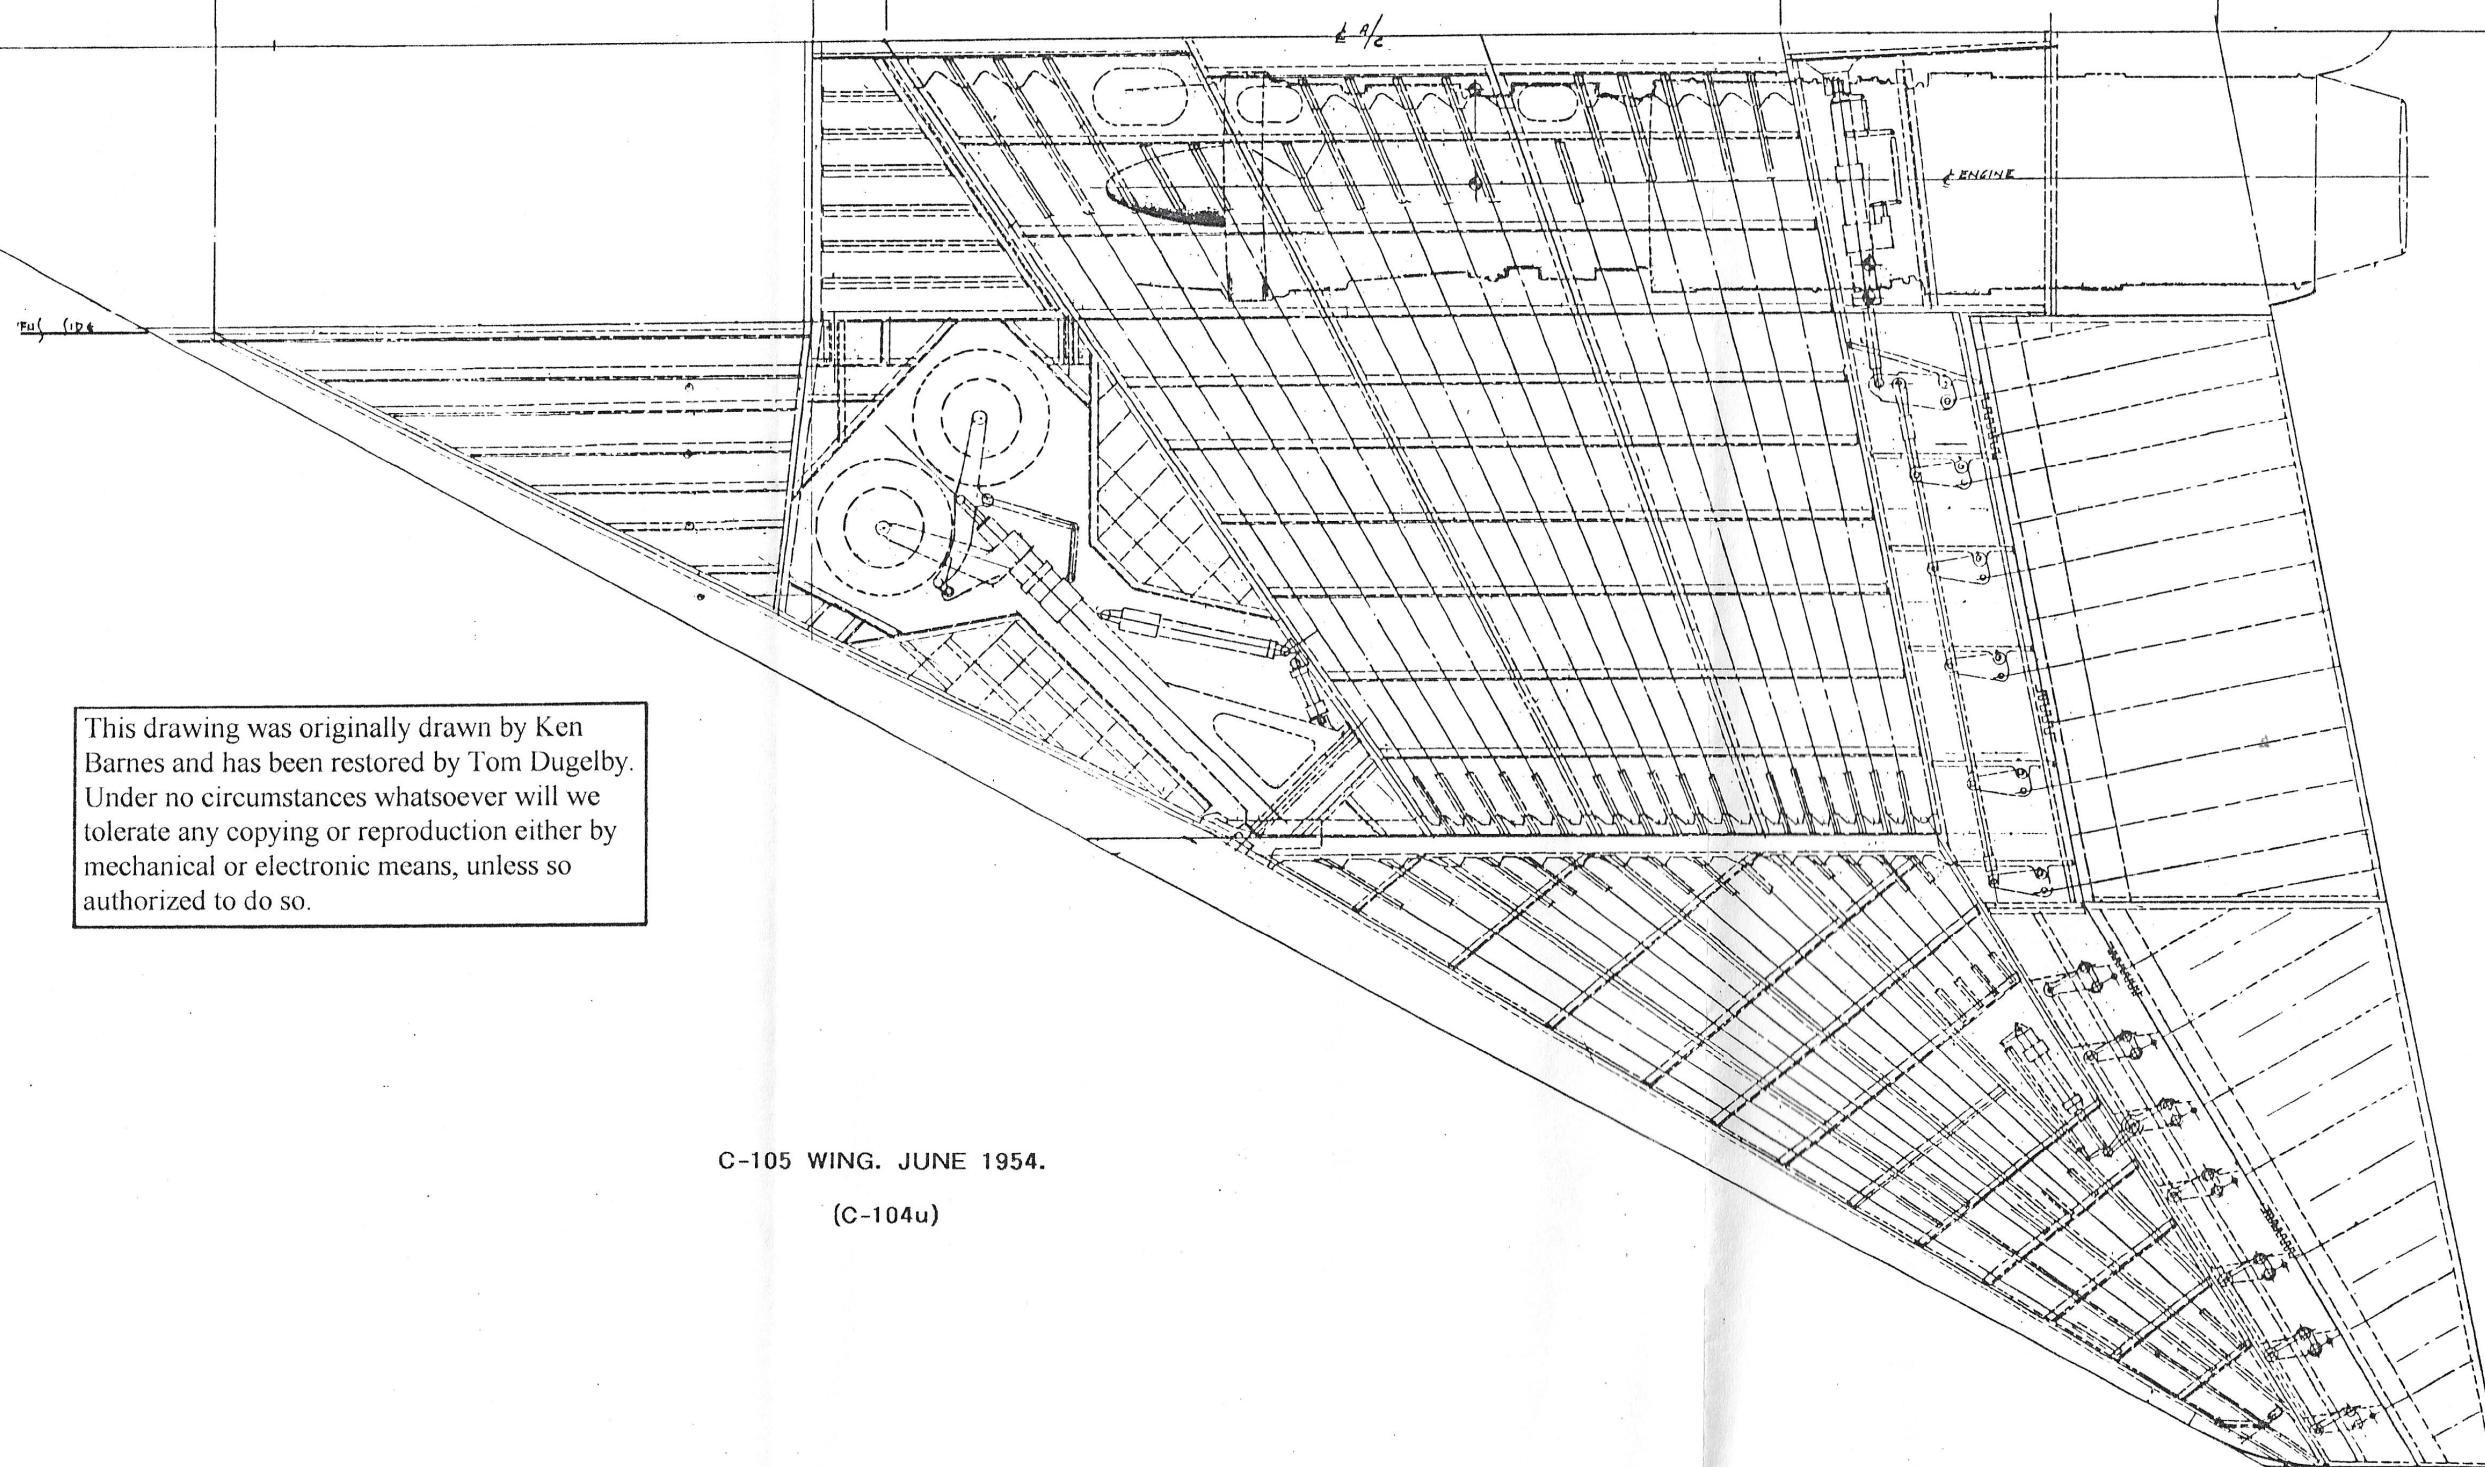 ℄ A/C
℄ ENGINE
FUS SIDE
This drawing was originally drawn by Ken
Barnes and has been restored by Tom Dugelby.
Under no circumstances whatsoever will we
tolerate any copying or reproduction either by
mechanical or electronic means, unless so
authorized to do so.
C-105 WING. JUNE 1954.
(C-104u)